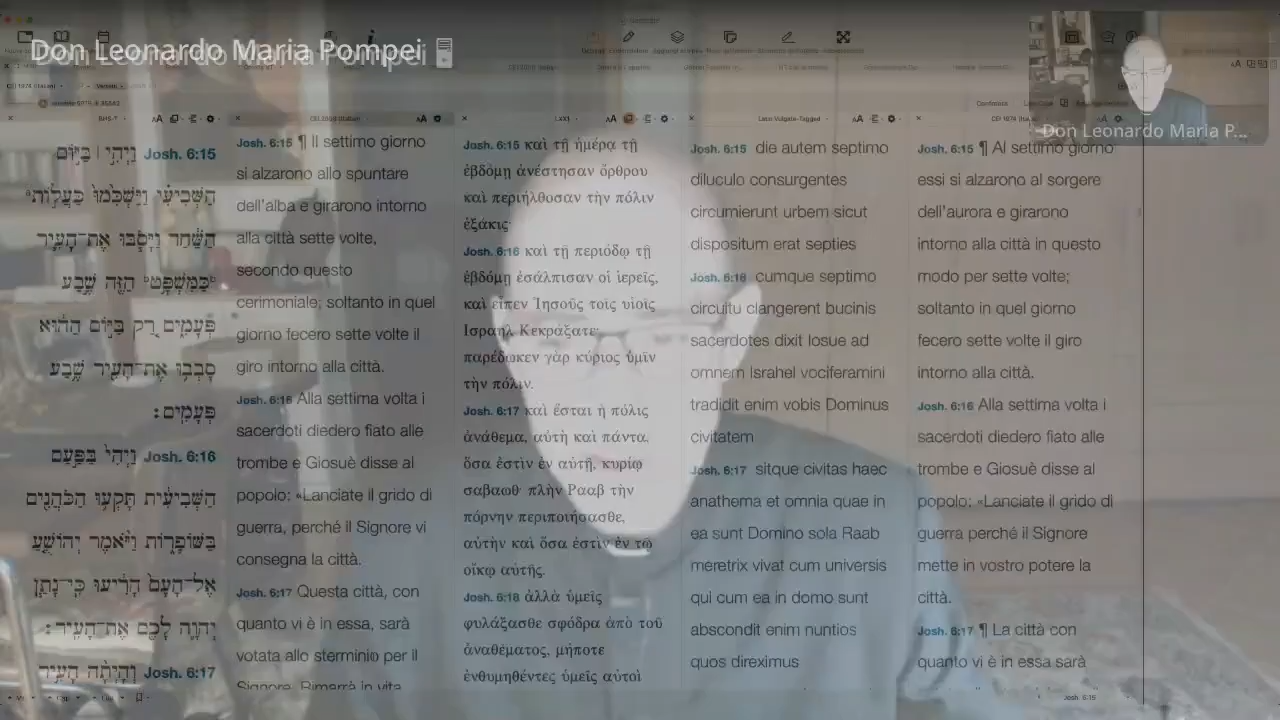 Don Leonardo Maria Pompei
Don Leonardo Maria P...
Josh. 6:15 וַיְהִ֣י ׀ בַּיּ֣וֹם
הַשְּׁבִיעִ֗י וַיַּשְׁכִּ֙מוּ֙ כַּעֲל֣וֹת
הַשַּׁ֔חַר וַיָּסֹ֧בּוּ אֶת־הָעִ֛יר
כַּמִּשְׁפָּ֥ט הַזֶּ֖ה שֶׁ֣בַע
פְּעָמִ֑ים רַ֚ק בַּיּ֣וֹם הַה֔וּא
סָבְב֥וּ אֶת־הָעִ֖יר שֶׁ֥בַע
פְּעָמִֽים׃
Josh. 6:16 וַיְהִי֙ בַּפַּ֣עַם
הַשְּׁבִיעִ֔ית תָּקְע֥וּ הַכֹּהֲנִ֖ים
בַּשּׁוֹפָר֑וֹת וַיֹּ֨אמֶר יְהוֹשֻׁ֤עַ
אֶל־הָעָם֙ הָרִ֔יעוּ כִּֽי־נָתַ֧ן
יְהוָ֛ה לָכֶ֖ם אֶת־הָעִֽיר׃
Josh. 6:17 וְהָיְתָ֨ה הָעִ֥יר
Josh. 6:15 ¶ Il settimo giorno
si alzarono allo spuntare
dell'alba e girarono intorno
alla città sette volte,
secondo questo
cerimoniale; soltanto in quel
giorno fecero sette volte il
giro intorno alla città.
Josh. 6:16 Alla settima volta i
sacerdoti diedero fiato alle
trombe e Giosuè disse al
popolo: «Lanciate il grido di
guerra, perché il Signore vi
consegna la città.
Josh. 6:17 Questa città, con
quanto vi è in essa, sarà
votata allo sterminio per il
Signore. Rimarrà in vita
LXX1
Josh. 6:15 καὶ τῇ ἡμέρᾳ τῇ
ἑβδόμῃ ἀνέστησαν ὄρθρου
καὶ περιήλθοσαν τὴν πόλιν
ἑξάκις·
Josh. 6:16 καὶ τῇ περιόδῳ τῇ
ἑβδόμῃ ἐσάλπισαν οἱ ἱερεῖς,
καὶ εἶπεν Ἰησοῦς τοῖς υἱοῖς
Ισραηλ Κεκράξατε·
παρέδωκεν γὰρ κύριος ὑμῖν
τὴν πόλιν.
Josh. 6:17 καὶ ἔσται ἡ πόλις
ἀνάθεμα, αὐτὴ καὶ πάντα,
ὅσα ἐστὶν ἐν αὐτῇ, κυρίῳ
σαβαωθ· πλὴν Ρααβ τὴν
πόρνην περιποιήσασθε,
αὐτὴν καὶ ὅσα ἐστὶν ἐν τῷ
οἴκῳ αὐτῆς.
Josh. 6:18 ἀλλὰ ὑμεῖς
φυλάξασθε σφόδρα ἀπὸ τοῦ
ἀναθέματος, μήποτε
ἐνθυμηθέντες ὑμεῖς αὐτοὶ
Latin Vulgate-Tagged
Josh. 6:15 die autem septimo
diluculo consurgentes
circumierunt urbem sicut
dispositum erat septies
Josh. 6:16 cumque septimo
circuitu clangerent bucinis
sacerdotes dixit Iosue ad
omnem Israhel vociferamini
tradidit enim vobis Dominus
civitatem
Josh. 6:17 sitque civitas haec
anathema et omnia quae in
ea sunt Domino sola Raab
meretrix vivat cum universis
qui cum ea in domo sunt
abscondit enim nuntios
quos direximus
Josh. 6:15 ¶ Al settimo giorno
essi si alzarono al sorgere
dell'aurora e girarono
intorno alla città in questo
modo per sette volte;
soltanto in quel giorno
fecero sette volte il giro
intorno alla città.
Josh. 6:16 Alla settima volta i
sacerdoti diedero fiato alle
trombe e Giosuè disse al
popolo: «Lanciate il grido di
guerra perché il Signore
mette in vostro potere la
città.
Josh. 6:17 ¶ La città con
quanto vi è in essa sarà
Josh. 6:15